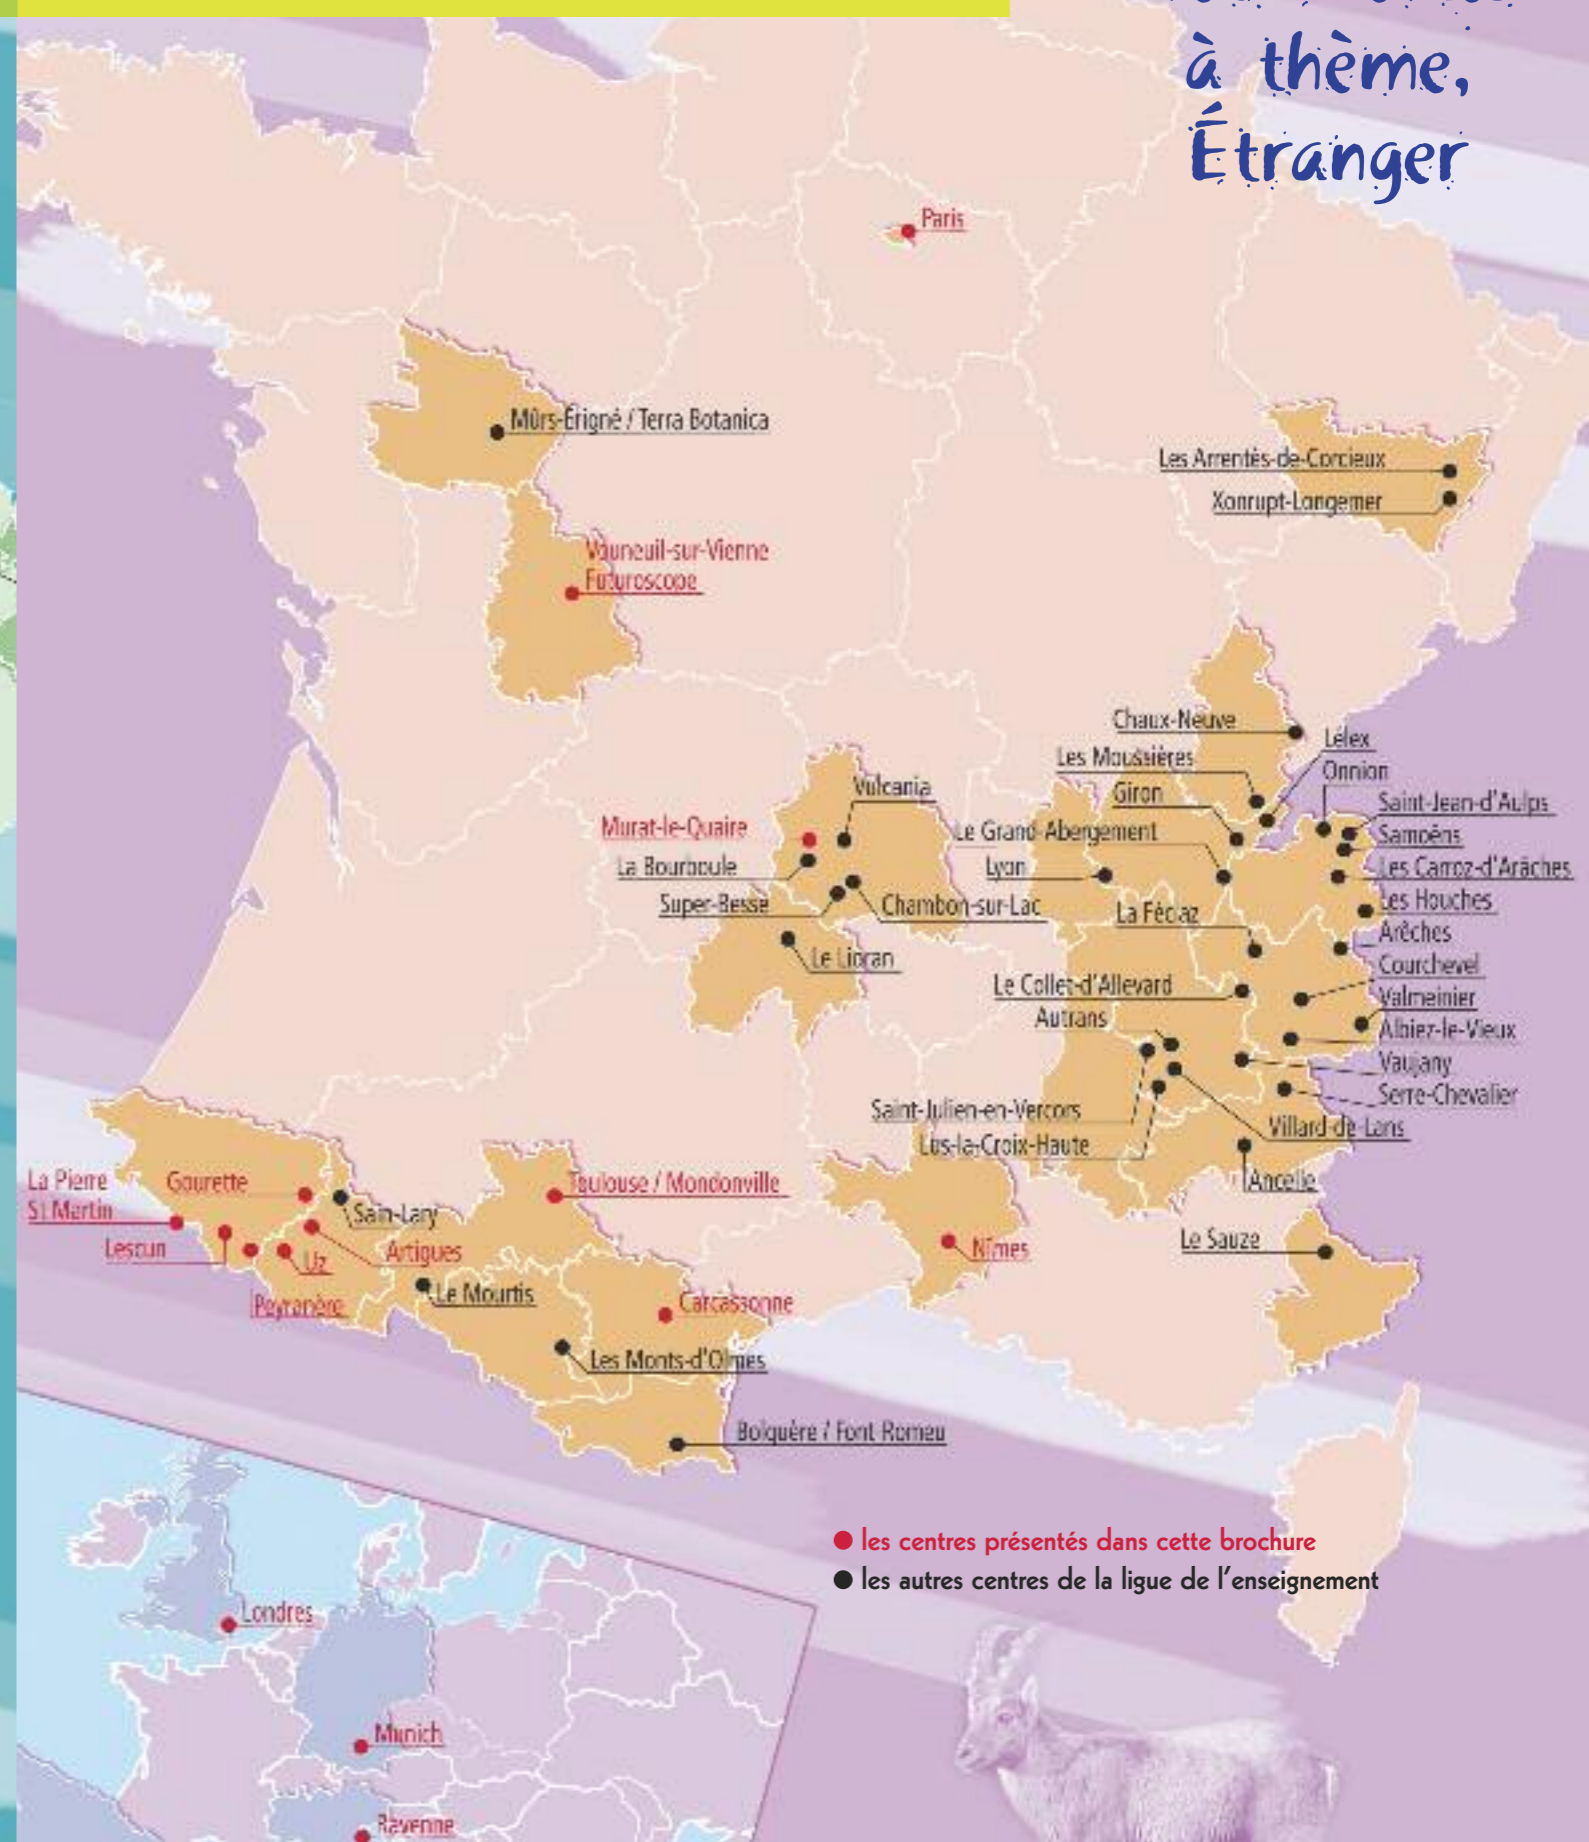 à thème,
Étranger
Paris
Mûrs-Érigné / Terra Botanica
Les Arrentès-de-Corcieux
Xonrupt-Longemer
Vouneuil-sur-Vienne
Futuroscope
Chaux-Neuve
Lélex
Les Moussières
Onnion
Giron
Saint-Jean-d'Aulps
Vulcania
Samoëns
Murat-le-Quaire
Le Grand-Abergement
La Bourboule
Lyon
Les Carroz-d'Arâches
Super-Besse
Chambon-sur-Lac
La Féclaz
Les Houches
Arêches
Le Lioran
Courchevel
Le Collet-d'Allevard
Valmeinier
Autrans
Albiez-le-Vieux
Vaujany
Serre-Chevalier
Saint-Julien-en-Vercors
Villard-de-Lans
Lus-la-Croix-Haute
Ancelle
La Pierre
St Martin
Gourette
Toulouse / Mondonville
Sain-Lary
Lescun
Artigues
Uz
Nîmes
Le Sauze
Peyranère
Le Mourtis
Carcassonne
Les Monts-d'Olmes
Bolquère / Font Romeu
les centres présentés dans cette brochure
les autres centres de la ligue de l'enseignement
Londres
Munich
Ravenne